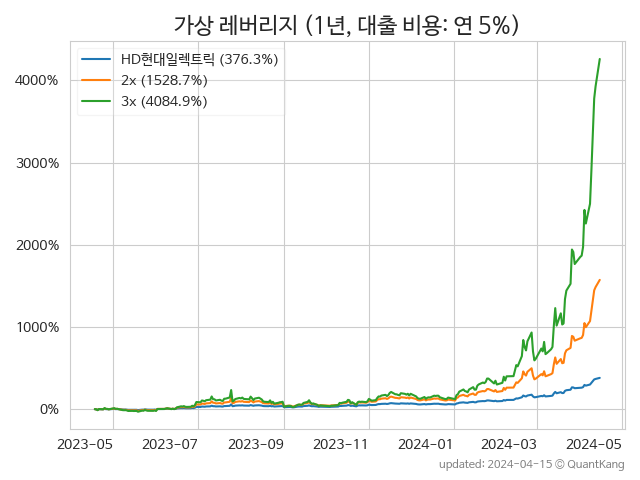 가상 레버리지 (1년, 대출 비용: 연 5%)
HD현대일렉트릭 (376.3%)
2x (1528.7%)
3x (4084.9%)
4000%
3000%
2000%
1000%
0%
2023-05 2023-07 2023-09 2023-11 2024-01 2024-03 2024-05
updated: 2024-04-15 © QuantKang